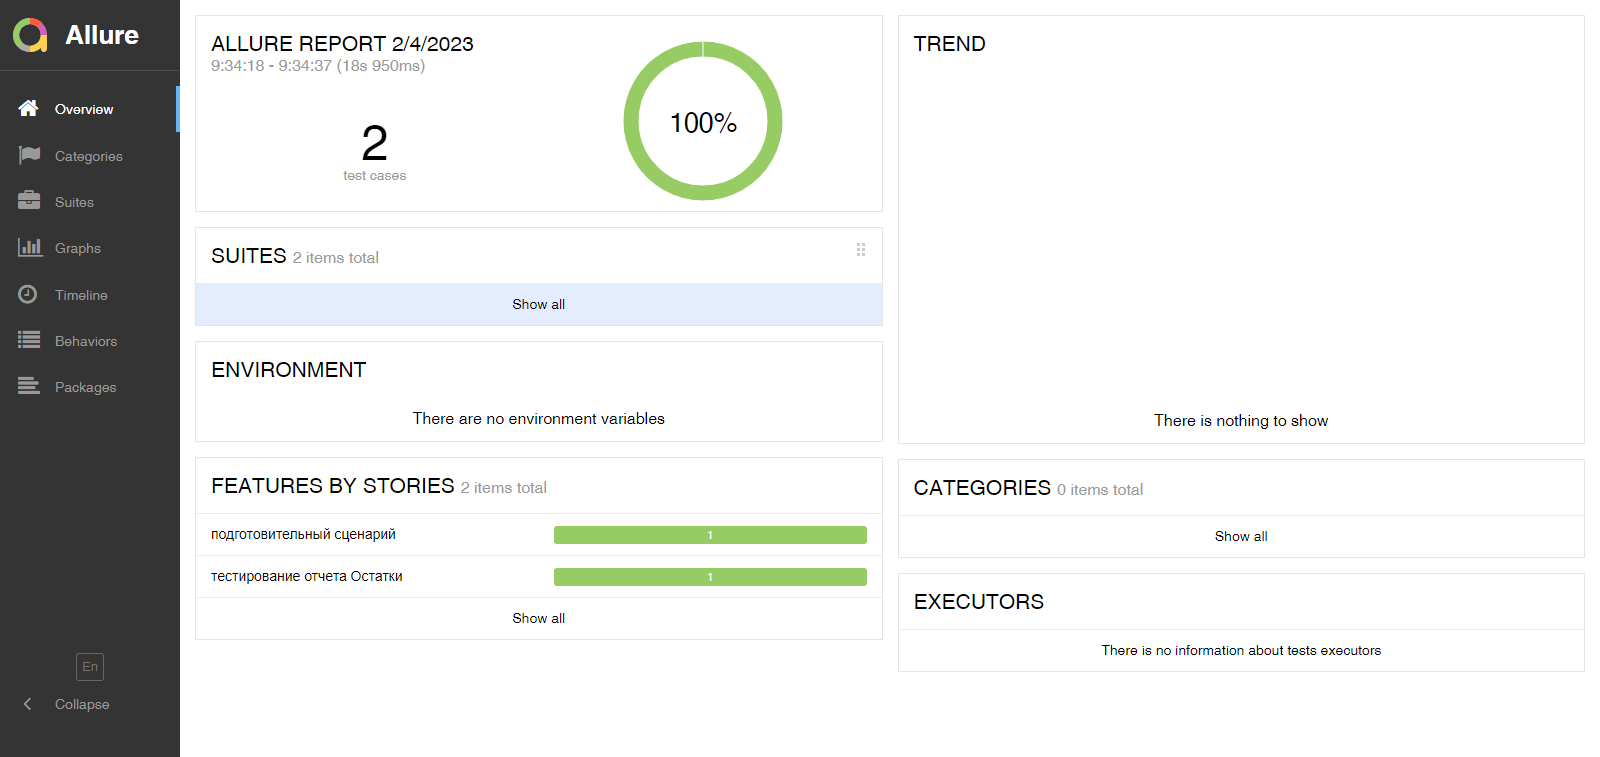 Allure
Overview
Categories
Suites
Graphs
Timeline
Behaviors
Packages
En
Collapse
ALLURE REPORT 2/4/2023
9:34:18 - 9:34:37 (18s 950ms)
2
test cases
100%
SUITES 2 items total
Show all
ENVIRONMENT
There are no environment variables
FEATURES BY STORIES 2 items total
подготовительный сценарий 1
тестирование отчета Остатки 1
Show all
TREND
There is nothing to show
CATEGORIES 0 items total
Show all
EXECUTORS
There is no information about tests executors